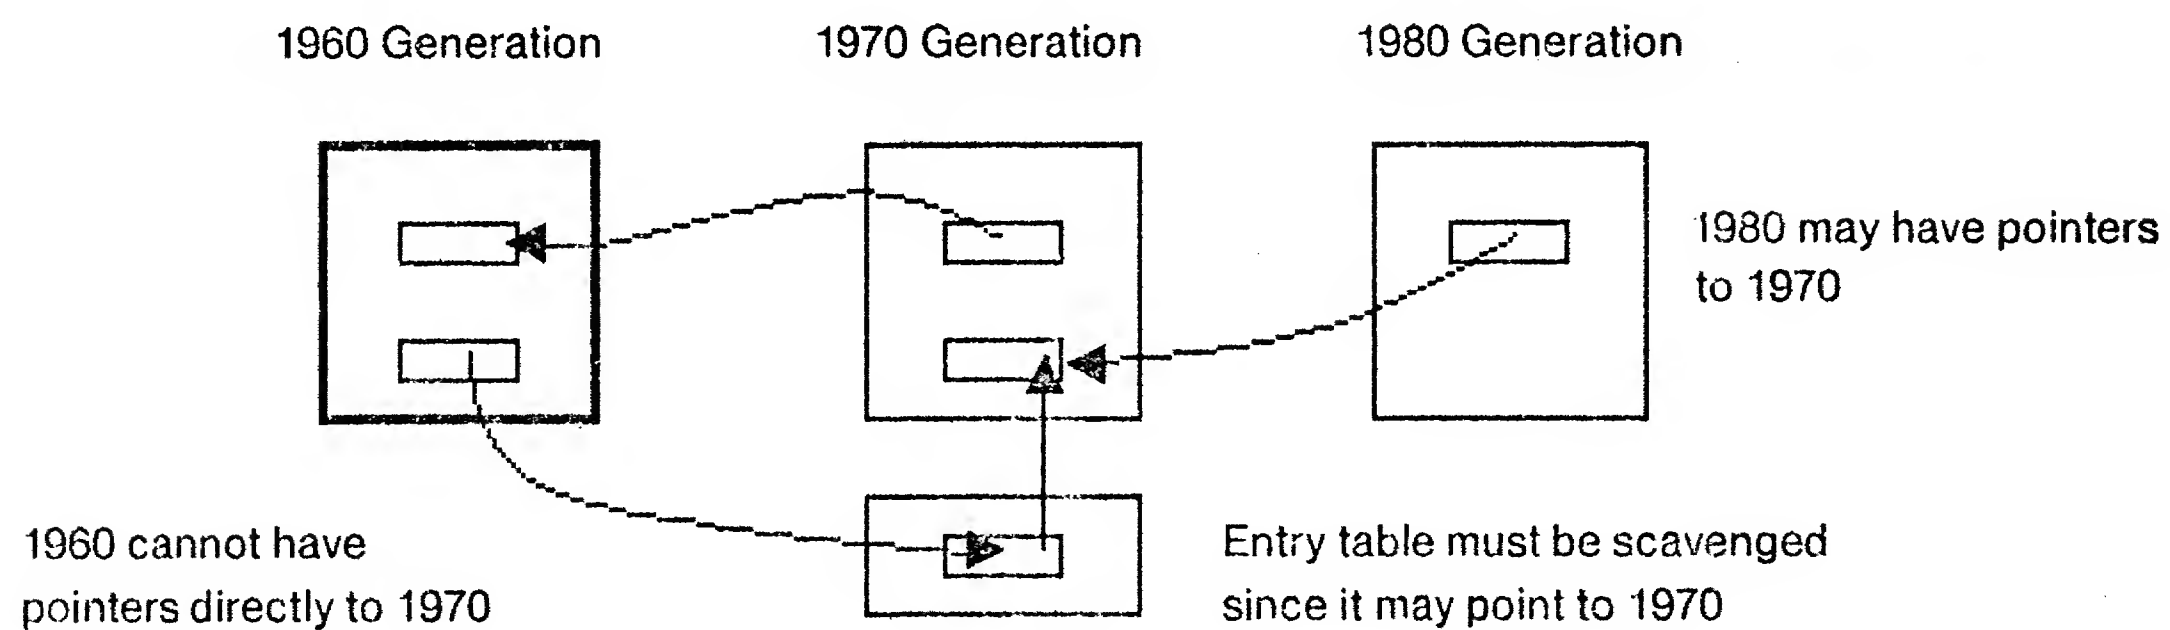 1960 Generation
1970 Generation
1980 Generation
1980 may have pointers
to 1970
1960 cannot have
pointers directly to 1970
Entry table must be scavenged
since it may point to 1970